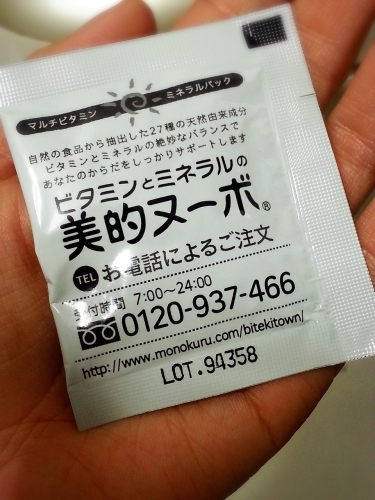 マルチビタミン ミネラルパック
自然の食品から抽出した27種の天然由来成分
ビタミンとミネラルの絶妙なバランスで
あなたのからだをしっかりサポートします
ビタミンとミネラルの
美的ヌーボ®
TEL お電話によるご注文
受付時間 7:00〜24:00
0120-937-466
http://www.monokuru.com/bitekitown/
LOT.94358